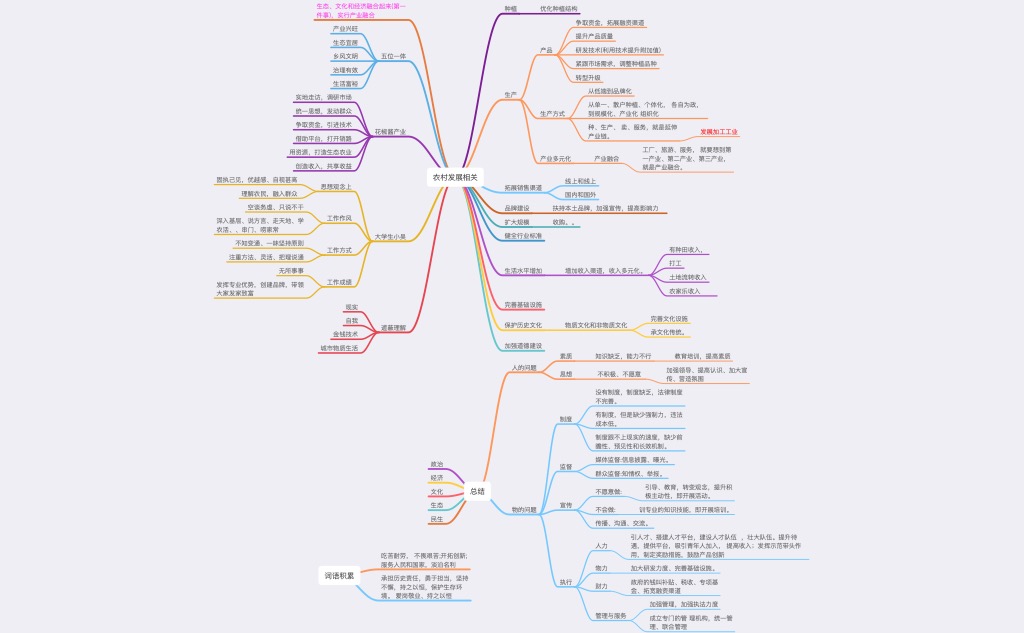 农村发展相关
生态、文化和经济融合起来(第一
件事)，实行产业融合
五位一体
产业兴旺
生态宜居
乡风文明
治理有效
生活富裕
花椒酱产业
实地走访，调研市场
统一思想，发动群众
争取资金，引进技术
借助平台，打开销路
用资源，打造生态农业
创造收入，共享收益
大学生小吴
思想观念上
固执己见，优越感、自视甚高
理解农民，融入群众
工作作风
空谈务虚、只说不干
深入基层、说方言、走天地、学
农活、、串门、唠家常
工作方式
不知变通、一味坚持原则
注重方法、灵活、把观说通
工作成绩
无所事事
发挥专业优势，创建品牌，带领
大家发家致富
遮蔽理解
现实
自我
金钱技术
城市物质生活
种植
优化种植结构
生产
产品
争取资金，拓展融资渠道
提升产品质量
研发技术(利用技术提升附加值)
紧跟市场需求，调整种植品种
转型升级
生产方式
从低端到品牌化
从单一、散户种植、个体化， 各自为政，
到规模化、产业化 组织化
种、生产、 卖、服务，就是延伸
产业链。
发展加工工业
产业多元化
产业融合
工厂、旅游、服务， 就要想到第
一产业、第二产业、第三产业，
就是产业融合。
拓展销售渠道
线上和线上
国内和国外
品牌建设
扶持本土品牌，加强宣传，提高影响力
扩大规模
收购。。
健全行业标准
生活水平增加
增加收入渠道，收入多元化。
有种田收入，
打工
土地流转收入
农家乐收入
完善基础设施
保护历史文化
物质文化和非物质文化
完善文化设施
承文化传统。
加强道德建设
总结
政治
经济
文化
生态
民生
人的问题
素质
知识缺乏，能力不行
教育培训，提高素质
思想
不积极、不愿意
加强领导、提高认识、加大宣
传、营造氛围
物的问题
制度
没有制度，制度缺乏，法律制度
不完善。
有制度，但是缺少强制力，违法
成本低。
制度跟不上现实的速度，缺少前
瞻性、预见性和长效机制。
监督
媒体监督:信息披露、曝光。
群众监督:知情权、举报。
宣传
不愿意做:
引导、教育，转变观念，提升积
极主动性，即开展活动。
不会做:
训专业的知识技能，即开展培训。
传播、沟通、交流。
执行
人力
引人才、搭建人才平台，建设人才队伍 ，壮大队伍，提升待
遇，提供平台，吸引青年人加入， 提高收入；发挥示范带头作
用，制定奖励措施、鼓励产品创新
物力
加大研发力度、完善基础设施。
财力
政府的钱叫补贴、税收、专项基
金、拓宽融资渠道
管理与服务
加强管理，加强执法力度
成立专门的管 理机构，统一管
理、联合管理
词语积累
吃苦耐劳， 不畏艰苦;开拓创新;
服务人民和国家，淡泊名利
承担历史责任，勇于担当，坚持
不懈，持之以恒，保护生存环
境。 爱岗敬业、持之以恒